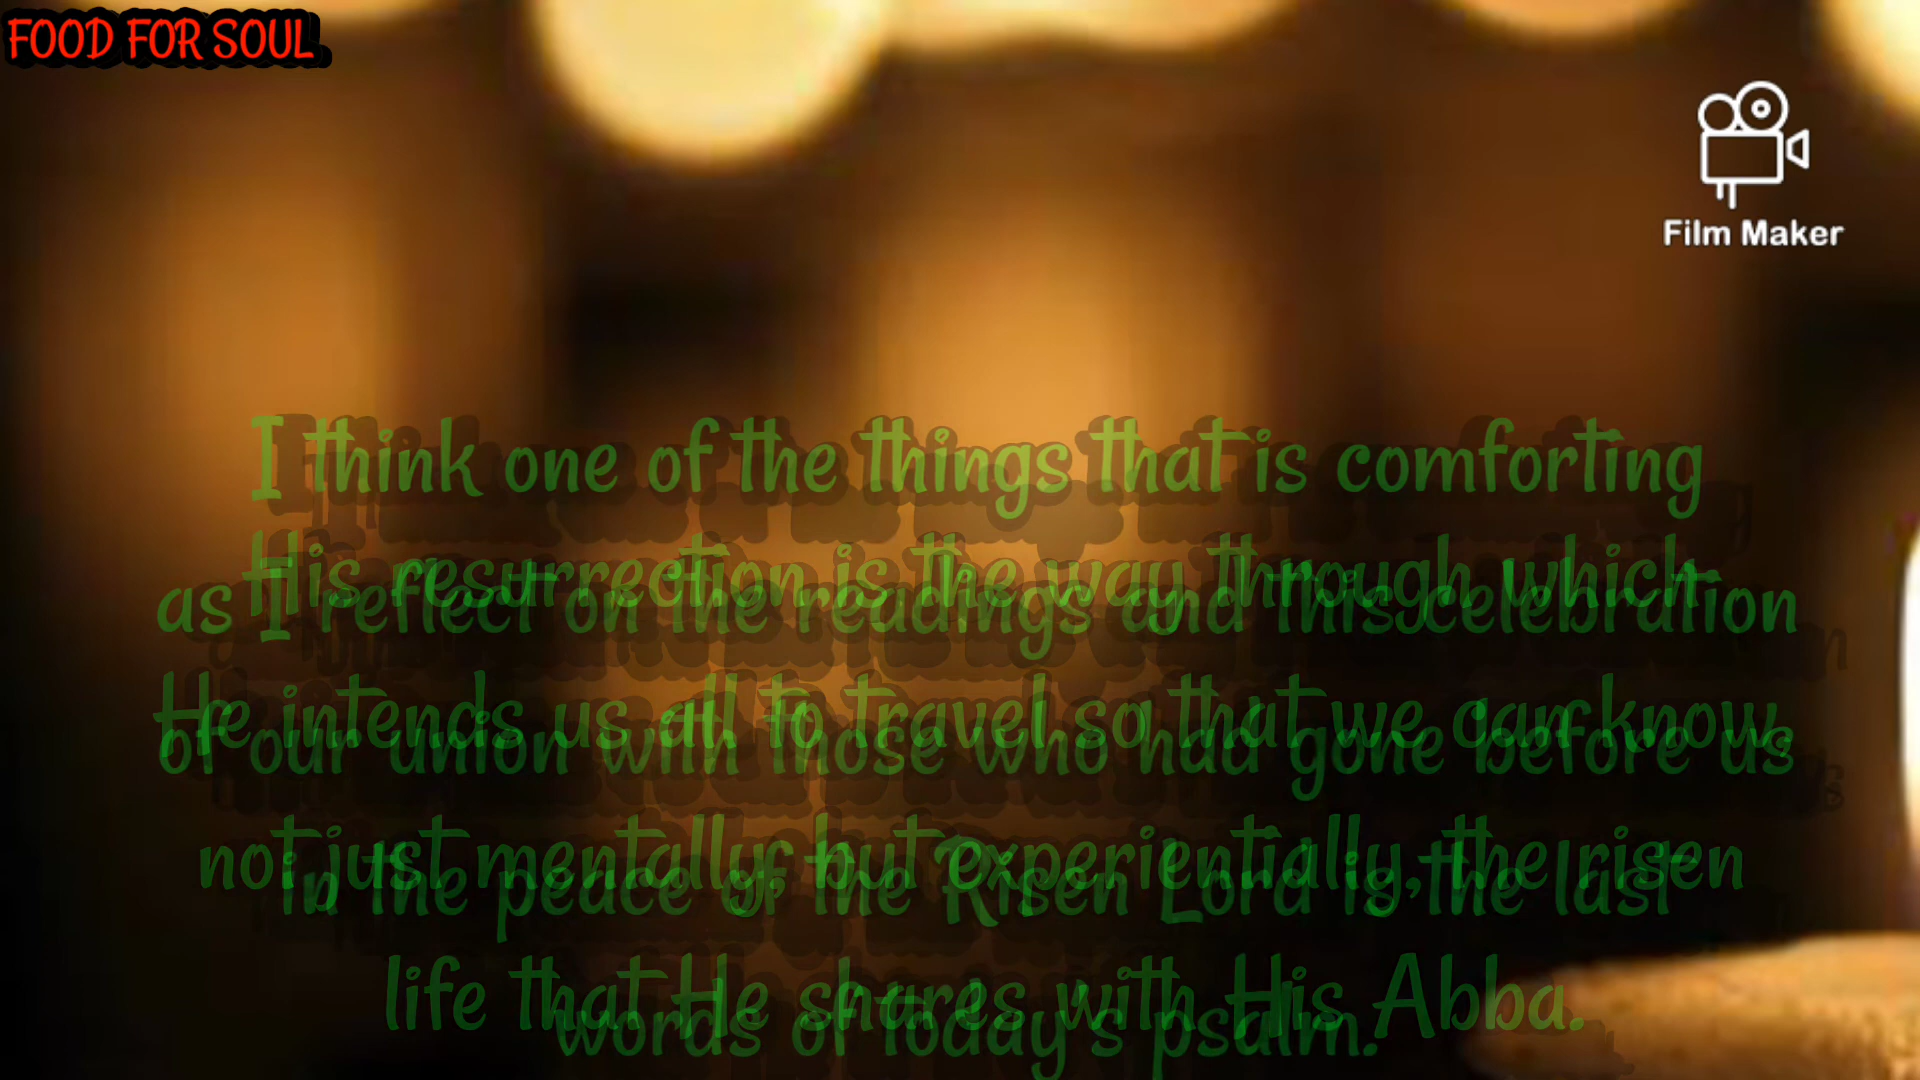 FOOD FOR SOUL
Film Maker
I think one of the things that is comforting
as I reflect on the readings and this celebration
of our union with those who had gone before us
in the peace of the Risen Lord is, the last
words of today's psalm.
His resurrection is the way through which
He intends us all to travel so that we can know,
not just mentally, but experientially, the risen
life that He shares with His Abba.